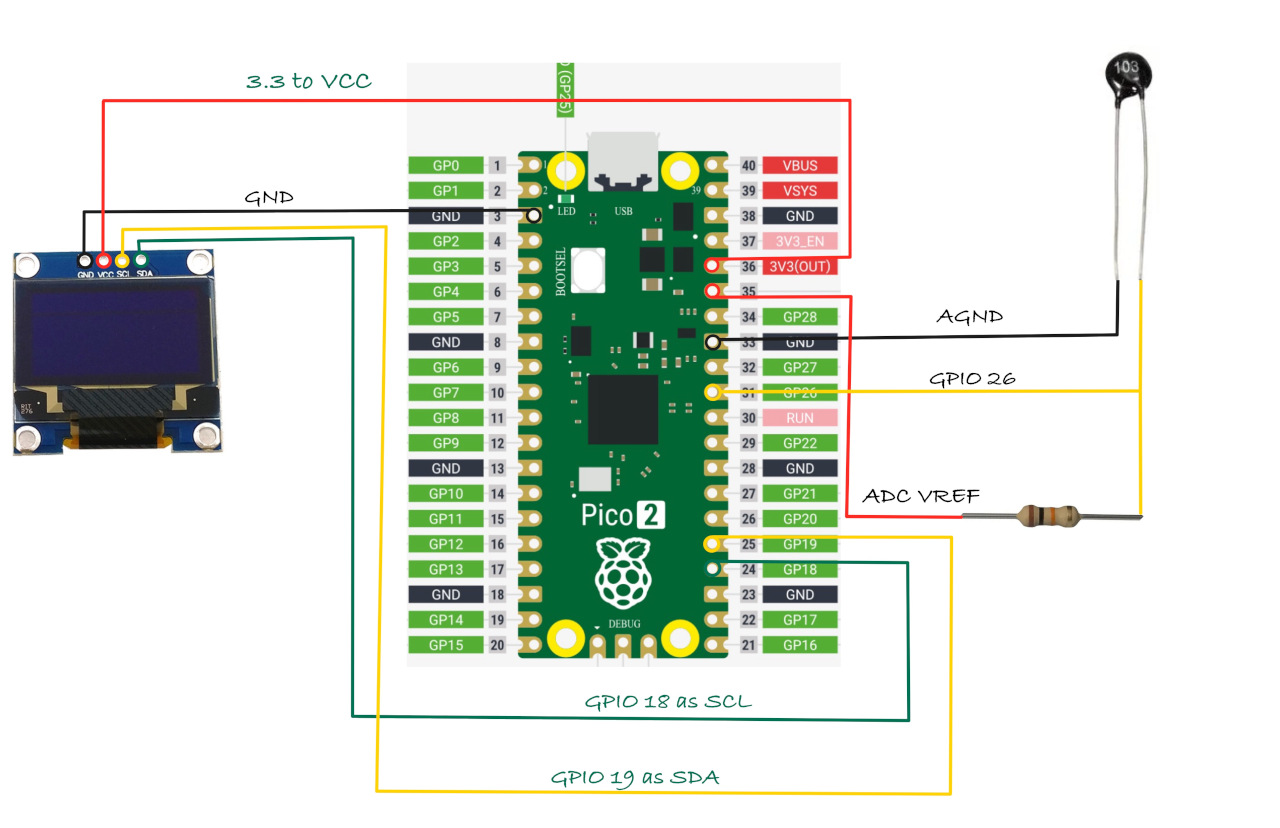 3.3 to VCC
(GP25)
103
GND
GND VCC SCL SDA
GP0 1
GP1 2
GND 3
GP2 4
GP3 5
GP4 6
GP5 7
GND 8
GP6 9
GP7 10
GP8 11
GP9 12
GND 13
GP10 14
GP11 15
GP12 16
GP13 17
GND 18
GP14 19
GP15 20
1
2
39
LED
USB
BOOTSEL
Pico 2
DEBUG
40 VBUS
39 VSYS
38 GND
37 3V3_EN
36 3V3(OUT)
35
34 GP28
33 GND
32 GP27
31 GP26
30 RUN
29 GP22
28 GND
27 GP21
26 GP20
25 GP19
24 GP18
23 GND
22 GP17
21 GP16
AGND
GPIO 26
ADC VREF
GPIO 18 as SCL
GPIO 19 as SDA